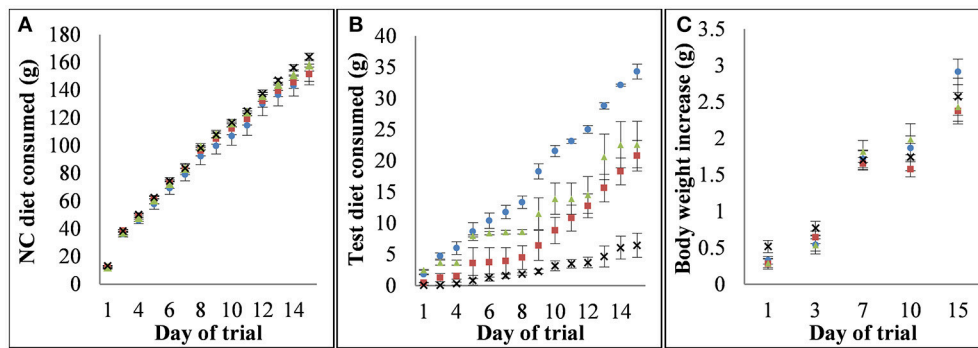 A
NC diet consumed (g)
180
160
140
120
100
80
60
40
20
0
1 4 6 8 10 12 14
Day of trial
B
Test diet consumed (g)
40
35
30
25
20
15
10
5
0
1 4 6 8 10 12 14
Day of trial
C
Body weight increase (g)
3.5
3
2.5
2
1.5
1
0.5
0
1 3 7 10 15
Day of trial